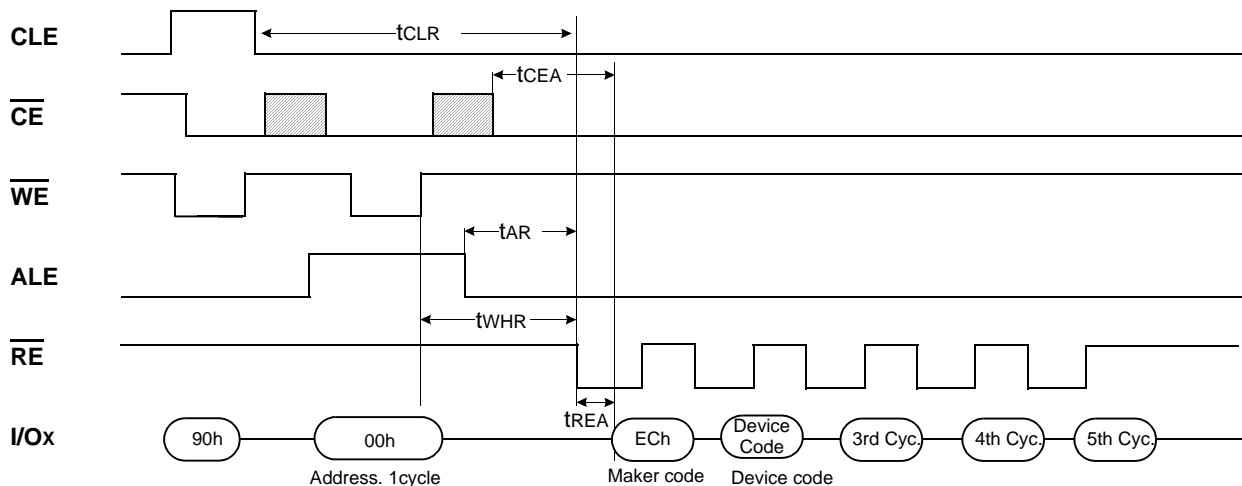 CLE
tCLR
tCEA
CE
WE
tAR
ALE
tWHR
RE
tREA
I/Ox
90h
00h
ECh
Device
Code
3rd Cyc.
4th Cyc.
5th Cyc.
Address. 1cycle
Maker code
Device code